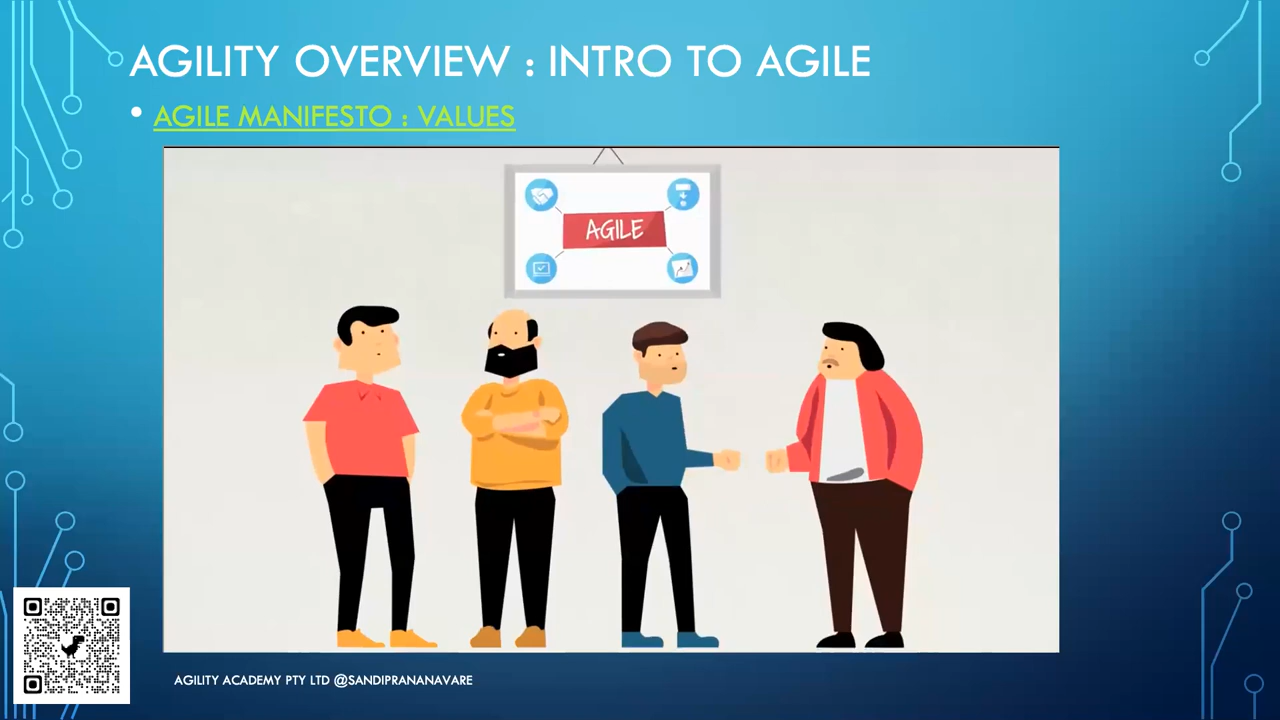 AGILITY OVERVIEW : INTRO TO AGILE
• AGILE MANIFESTO : VALUES
AGILE
AGILITY ACADEMY PTY LTD @SANDIPRANANAVARE